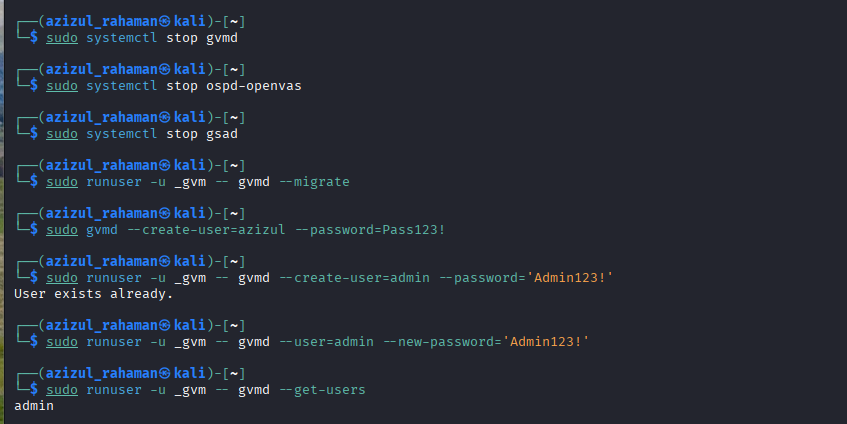 ┌──(azizul_rahaman㉿kali)-[~]
└─$ sudo systemctl stop gvmd
┌──(azizul_rahaman㉿kali)-[~]
└─$ sudo systemctl stop ospd-openvas
┌──(azizul_rahaman㉿kali)-[~]
└─$ sudo systemctl stop gsad
┌──(azizul_rahaman㉿kali)-[~]
└─$ sudo runuser -u _gvm -- gvmd --migrate
┌──(azizul_rahaman㉿kali)-[~]
└─$ sudo gvmd --create-user=azizul --password=Pass123!
┌──(azizul_rahaman㉿kali)-[~]
└─$ sudo runuser -u _gvm -- gvmd --create-user=admin --password='Admin123!'
User exists already.
┌──(azizul_rahaman㉿kali)-[~]
└─$ sudo runuser -u _gvm -- gvmd --user=admin --new-password='Admin123!'
┌──(azizul_rahaman㉿kali)-[~]
└─$ sudo runuser -u _gvm -- gvmd --get-users
admin